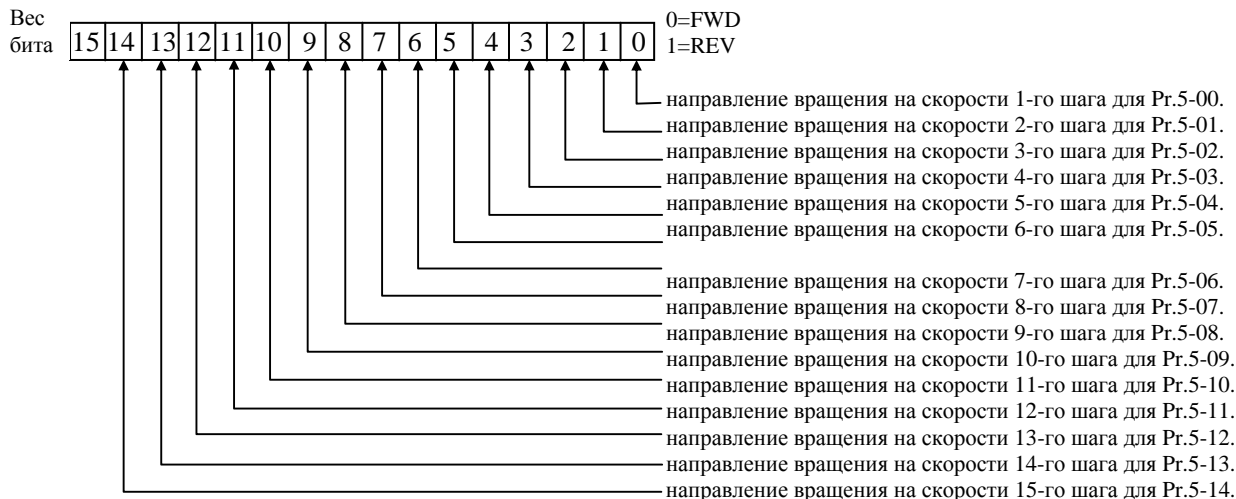 Вес
бита
15 14 13 12 11 10 9 8 7 6 5 4 3 2 1 0
0=FWD
1=REV
направление вращения на скорости 1-го шага для Pr.5-00.
направление вращения на скорости 2-го шага для Pr.5-01.
направление вращения на скорости 3-го шага для Pr.5-02.
направление вращения на скорости 4-го шага для Pr.5-03.
направление вращения на скорости 5-го шага для Pr.5-04.
направление вращения на скорости 6-го шага для Pr.5-05.
направление вращения на скорости 7-го шага для Pr.5-06.
направление вращения на скорости 8-го шага для Pr.5-07.
направление вращения на скорости 9-го шага для Pr.5-08.
направление вращения на скорости 10-го шага для Pr.5-09.
направление вращения на скорости 11-го шага для Pr.5-10.
направление вращения на скорости 12-го шага для Pr.5-11.
направление вращения на скорости 13-го шага для Pr.5-12.
направление вращения на скорости 14-го шага для Pr.5-13.
направление вращения на скорости 15-го шага для Pr.5-14.